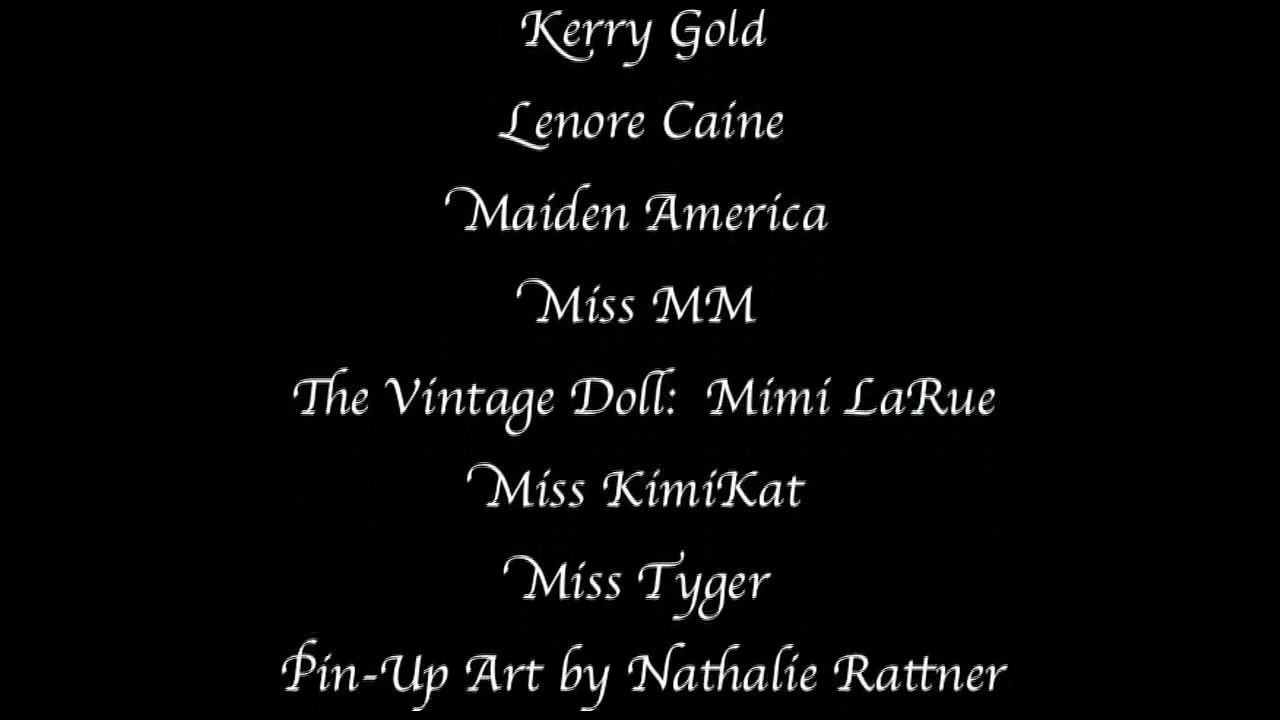 Kerry Gold
Lenore Caine
Maiden America
Miss MM
The Vintage Doll:  Mimi LaRue
Miss KimiKat
Miss Tyger
Pin-Up Art by Nathalie Rattner